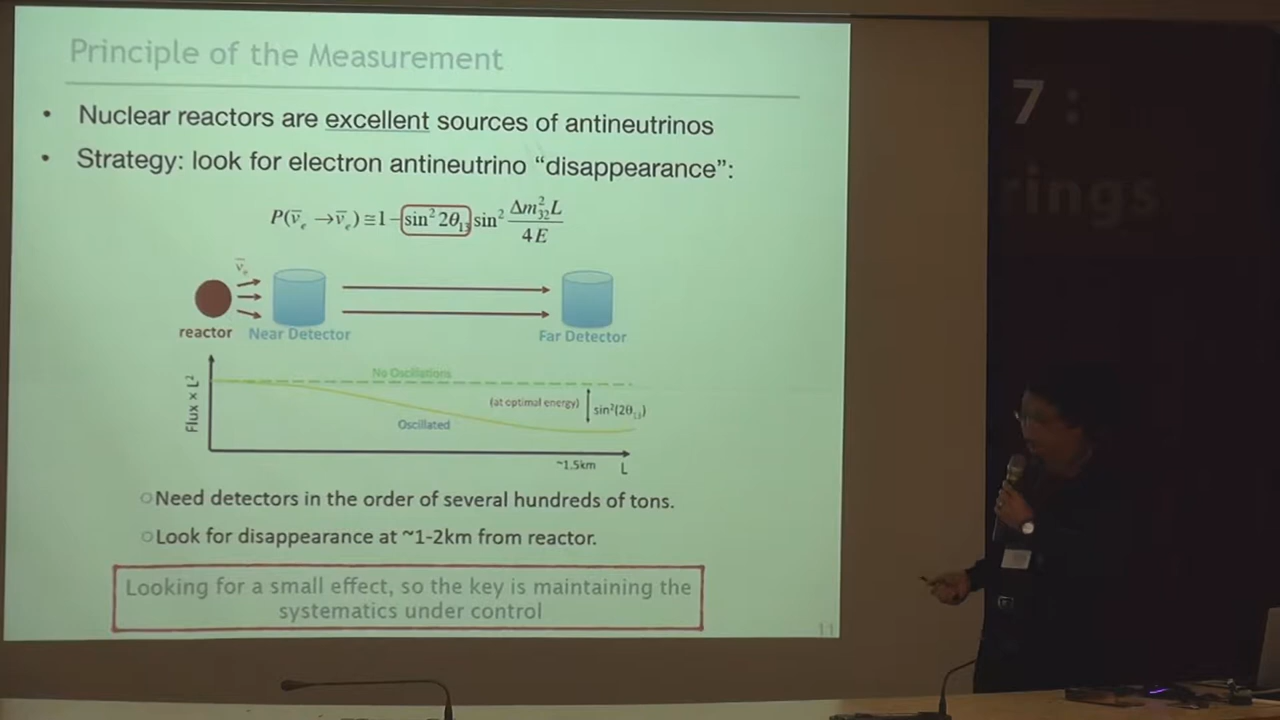 Principle of the Measurement
• Nuclear reactors are excellent sources of antineutrinos
• Strategy: look for electron antineutrino “disappearance”:
P(ν̄e →ν̄e)≅1−sin²2θ13 sin² Δm²32L / 4E
ν̄e
reactor Near Detector Far Detector
No Oscillations
Flux × L²
(at optimal energy) sin²(2θ13)
Oscillated
~1.5km L
○Need detectors in the order of several hundreds of tons.
○Look for disappearance at ~1-2km from reactor.
Looking for a small effect, so the key is maintaining the
systematics under control
11
7 :
rings